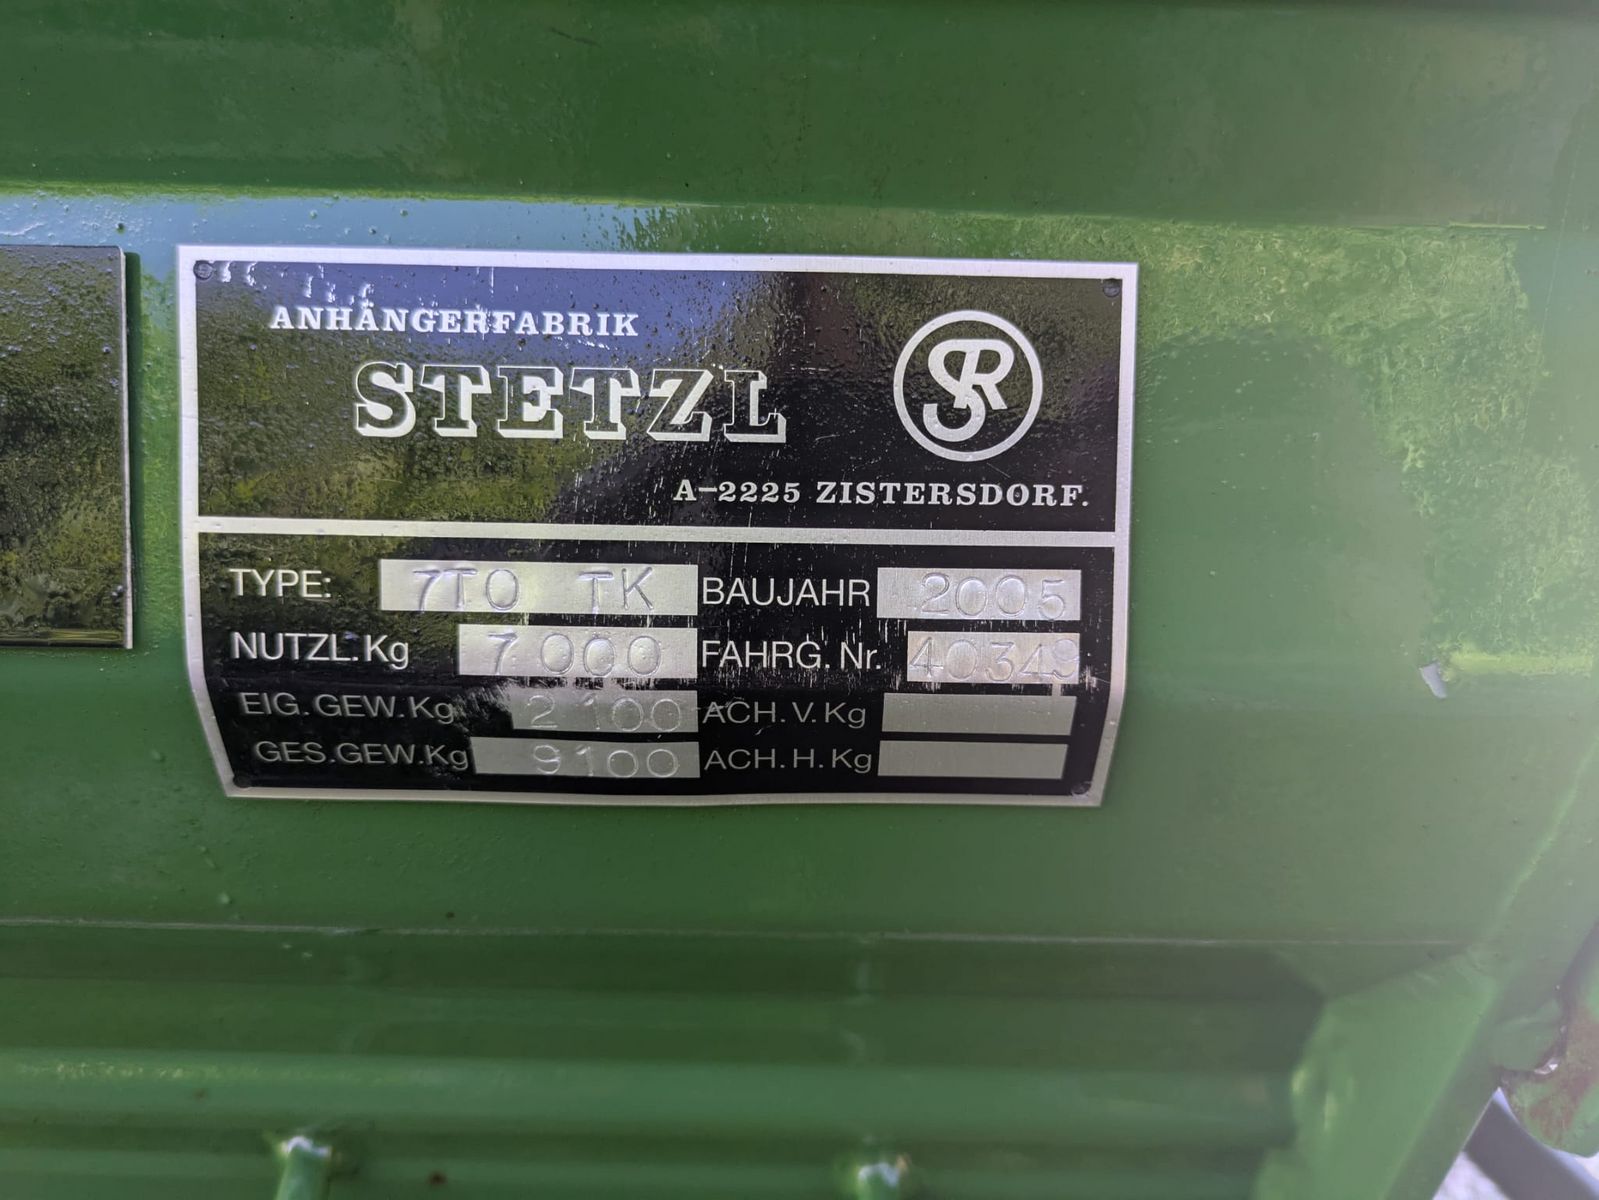 ANHÄNGERFABRIK
STETZL
SR
A-2225 ZISTERSDORF.
TYPE: 7TO TK BAUJAHR 2005
NUTZL.Kg 7000 FAHRG. Nr. 40349
EIG. GEW. Kg 2100 ACH. V. Kg
GES. GEW. Kg 9100 ACH. H. Kg